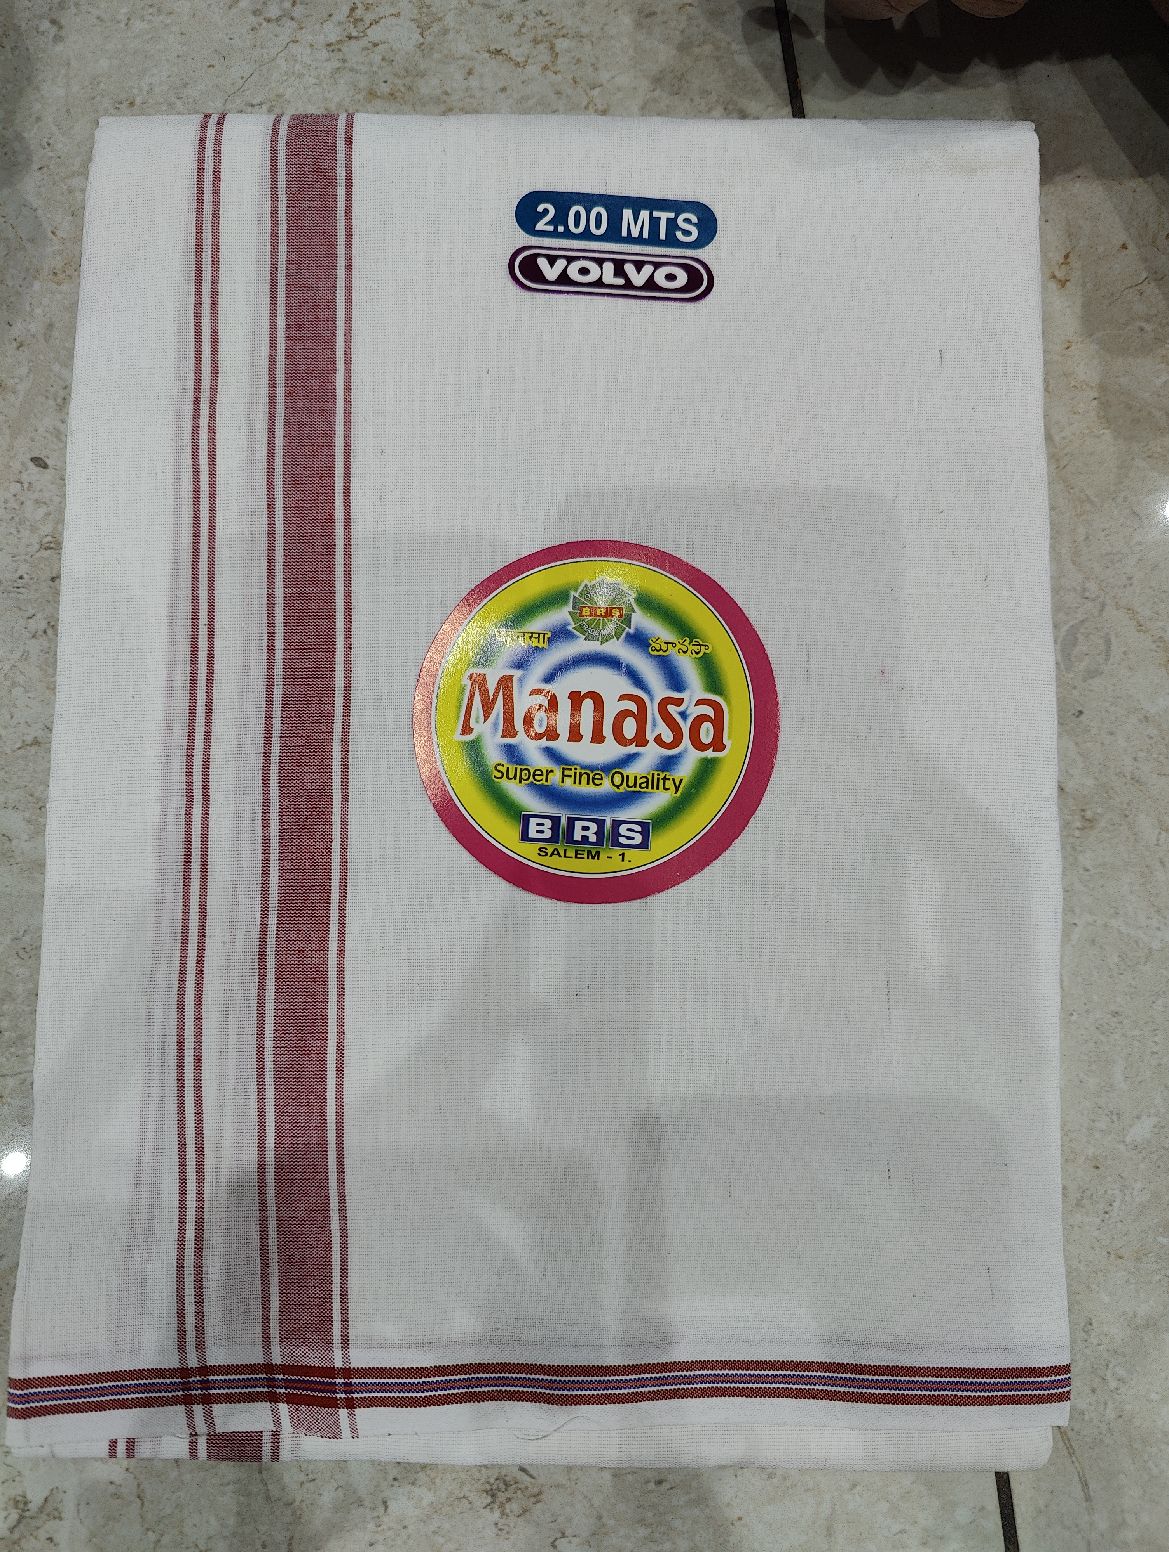 2.00 MTS
VOLVO
BRS
मानसा
మానసా
Manasa
Super Fine Quality
BRS
SALEM - 1.